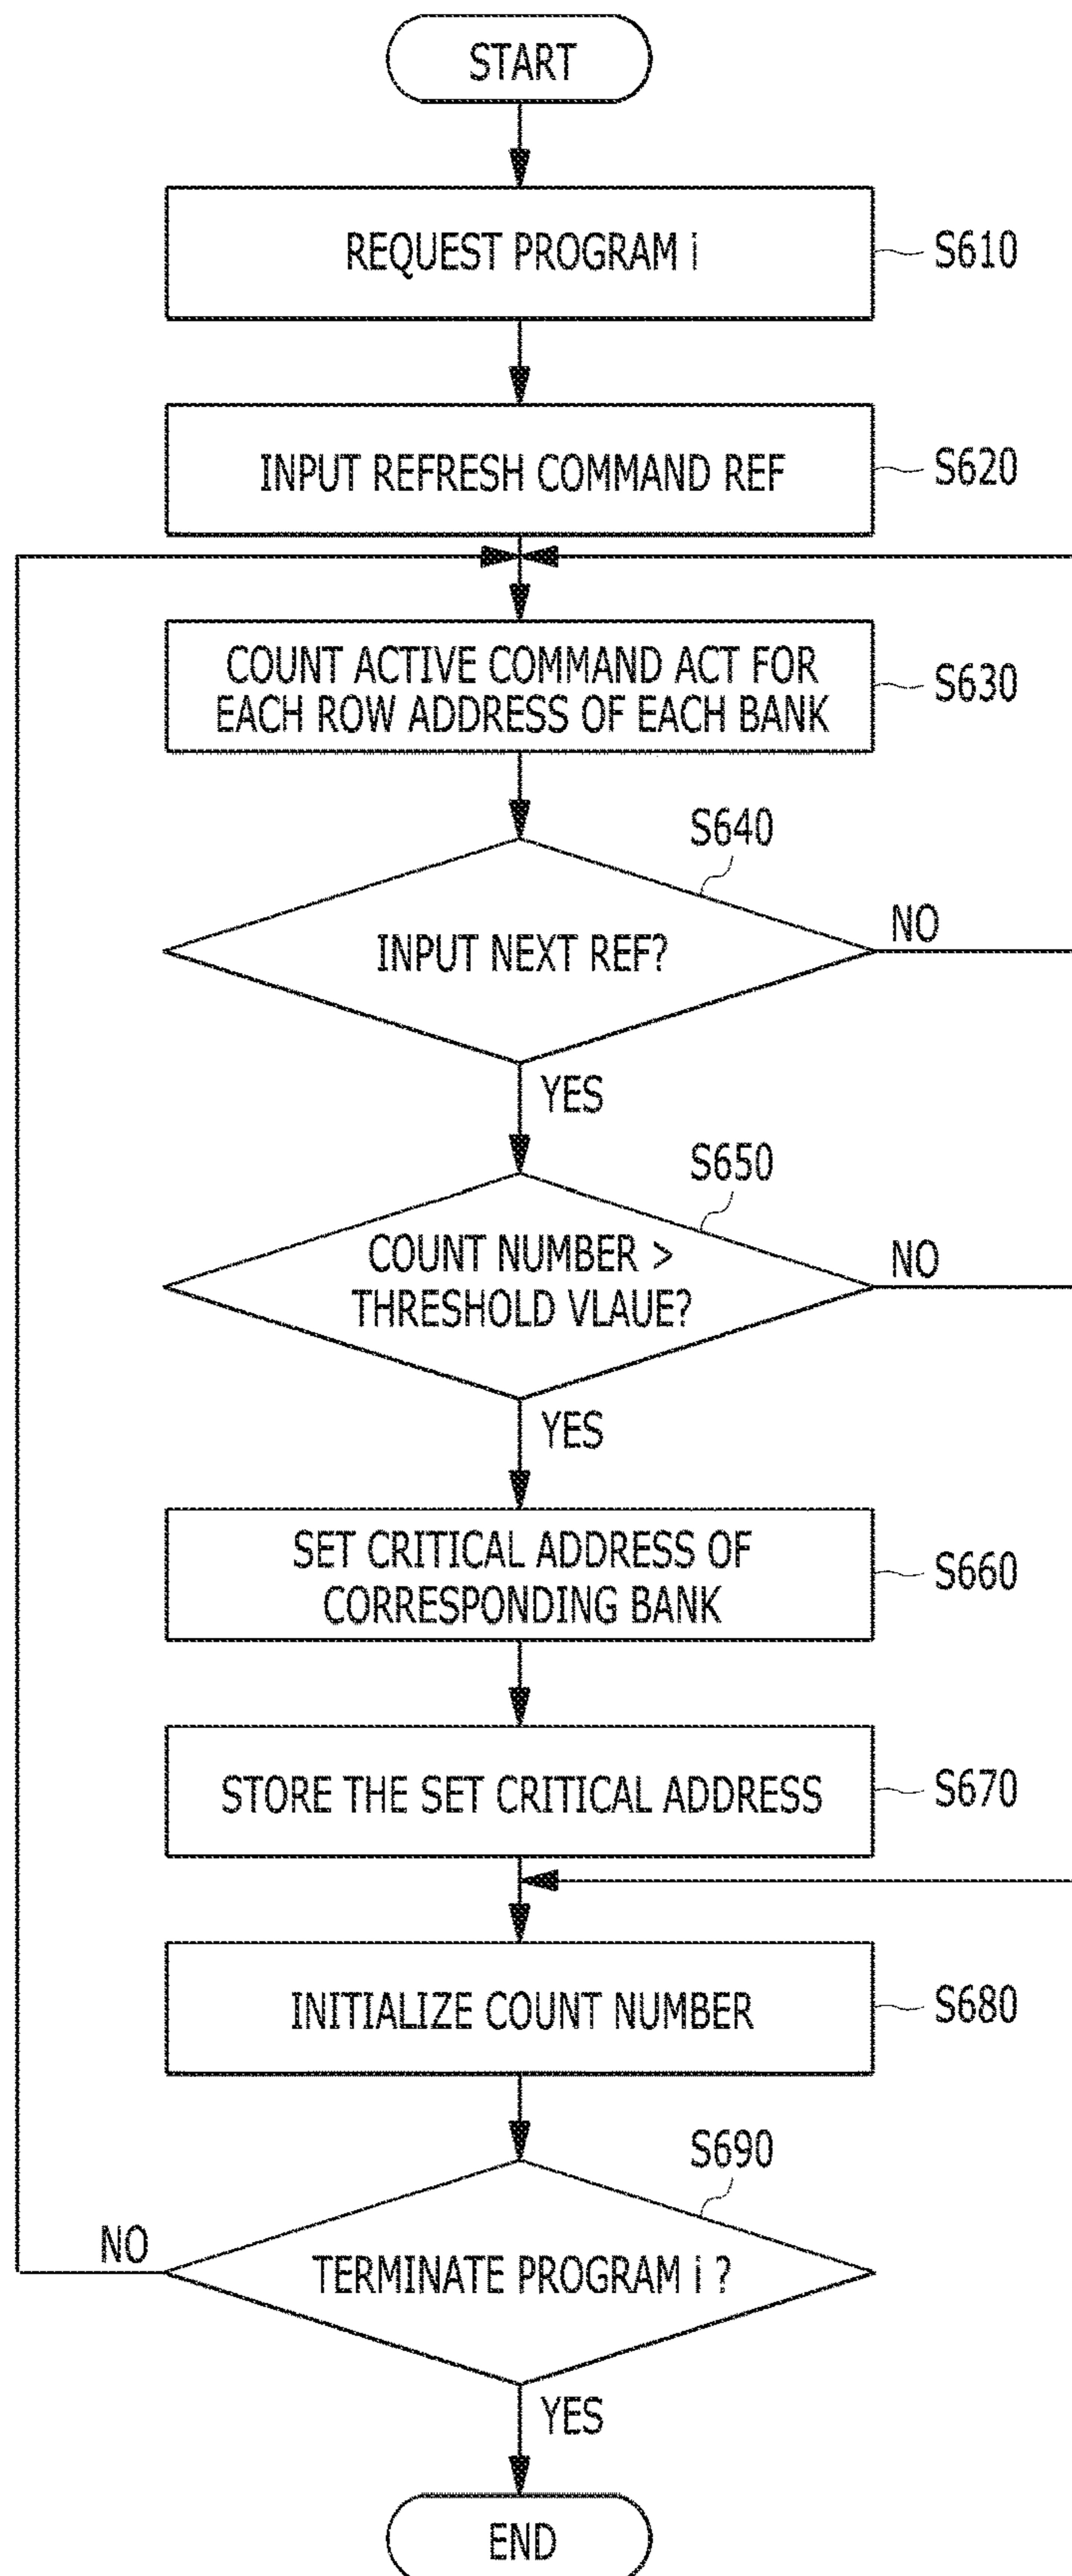 START
REQUEST PROGRAM i
S610
INPUT REFRESH COMMAND REF
S620
COUNT ACTIVE COMMAND ACT FOR
EACH ROW ADDRESS OF EACH BANK
S630
S640
INPUT NEXT REF?
NO
YES
S650
COUNT NUMBER >
THRESHOLD VLAUE?
NO
YES
SET CRITICAL ADDRESS OF
CORRESPONDING BANK
S660
STORE THE SET CRITICAL ADDRESS
S670
INITIALIZE COUNT NUMBER
S680
S690
TERMINATE PROGRAM i ?
NO
YES
END